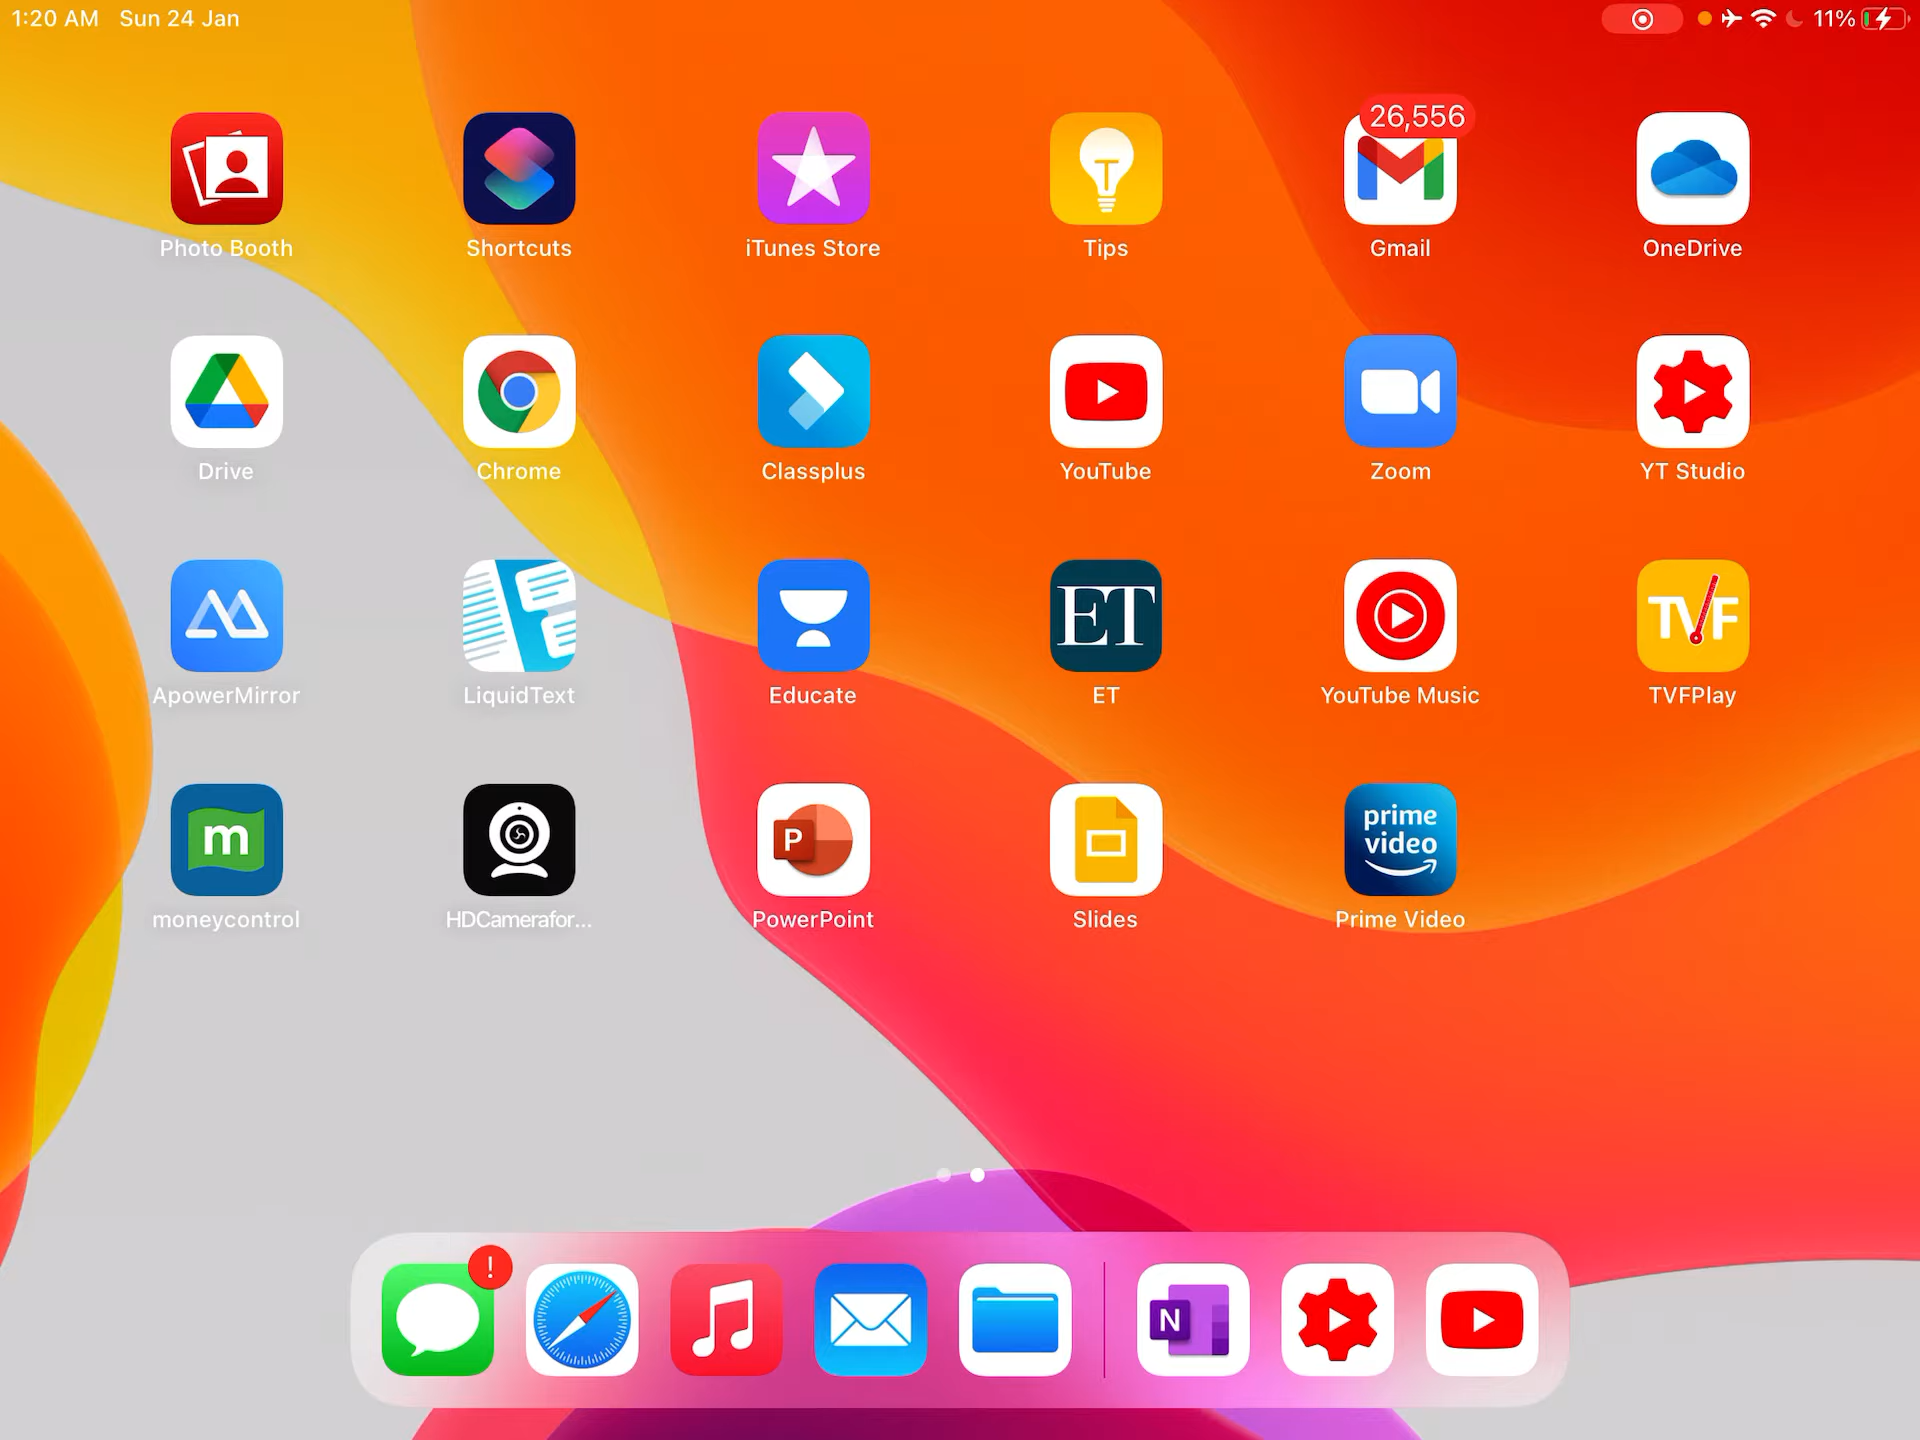 1:20 AM Sun 24 Jan
11%
26,556
Photo Booth
Shortcuts
iTunes Store
T
Tips
Gmail
OneDrive
Drive
Chrome
Classplus
YouTube
Zoom
YT Studio
ET
TVF
ApowerMirror
LiquidText
Educate
ET
YouTube Music
TVFPlay
m
P
prime
video
moneycontrol
HDCamerafor...
PowerPoint
Slides
Prime Video
!
N